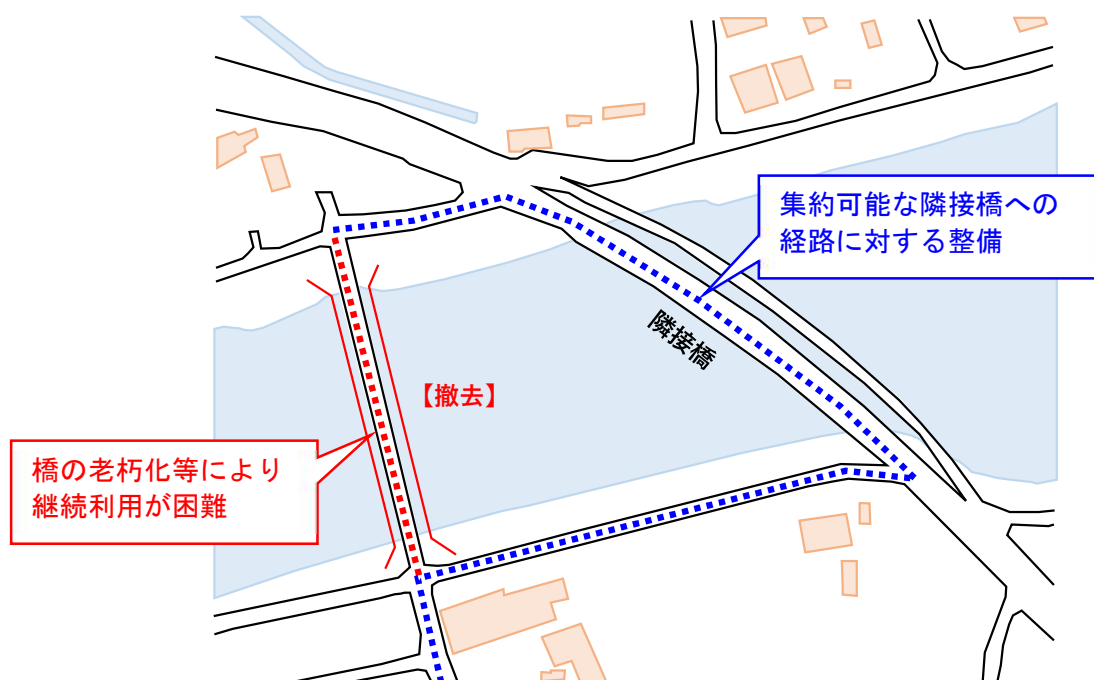 集約可能な隣接橋への
経路に対する整備
隣接橋
【撤去】
橋の老朽化等により
継続利用が困難